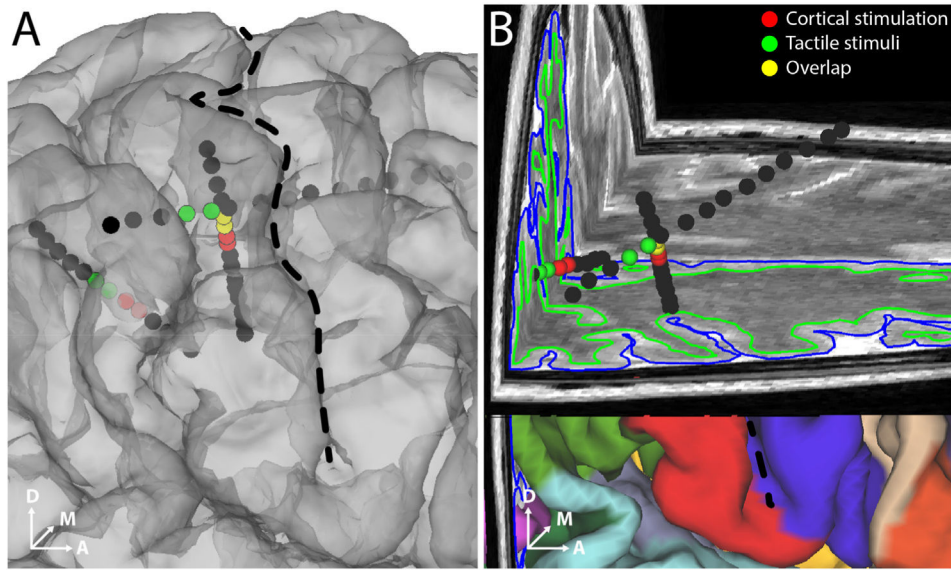 A
B
Cortical stimulation
Tactile stimuli
Overlap
D
M
A
D
M
A